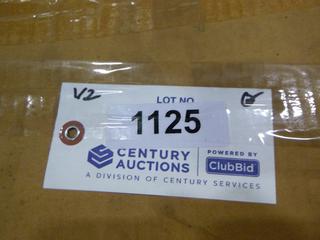 V2
LOT NO.
1125
CENTURY AUCTIONS
POWERED BY
ClubBid
A DIVISION OF CENTURY SERVICES